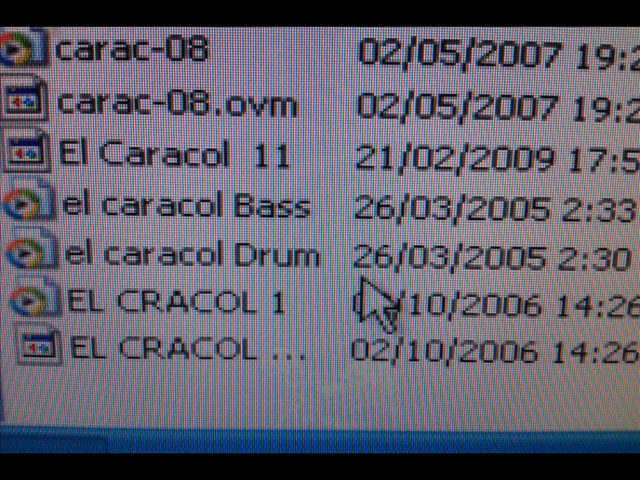 carac-08 02/05/2007 19:2
carac-08.ovm 02/05/2007 19:2
El Caracol 11 21/02/2009 17:5
el caracol Bass 26/03/2005 2:33
el caracol Drum 26/03/2005 2:30
EL CRACOL 1 /10/2006 14:26
EL CRACOL ... 02/10/2006 14:26